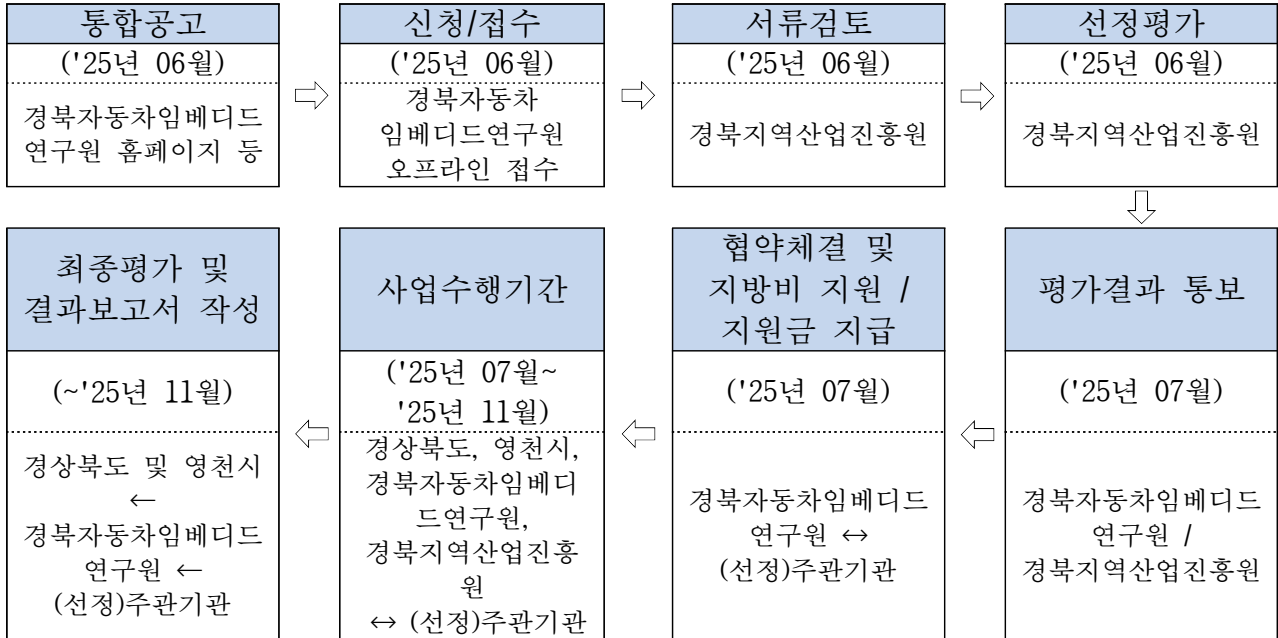 통합공고
('25년 06월)
경북자동차임베디드
연구원 홈페이지 등
신청/접수
('25년 06월)
경북자동차
임베디드연구원
오프라인 접수
서류검토
('25년 06월)
경북지역산업진흥원
선정평가
('25년 06월)
경북지역산업진흥원
최종평가 및
결과보고서 작성
(~'25년 11월)
경상북도 및 영천시
←
경북자동차임베디드
연구원 ←
(선정)주관기관
사업수행기간
('25년 07월~
'25년 11월)
경상북도, 영천시,
경북자동차임베디
드연구원,
경북지역산업진흥
원
↔ (선정)주관기관
협약체결 및
지방비 지원 /
지원금 지급
('25년 07월)
경북자동차임베디드
연구원 ↔
(선정)주관기관
평가결과 통보
('25년 07월)
경북자동차임베디드
연구원 /
경북지역산업진흥원